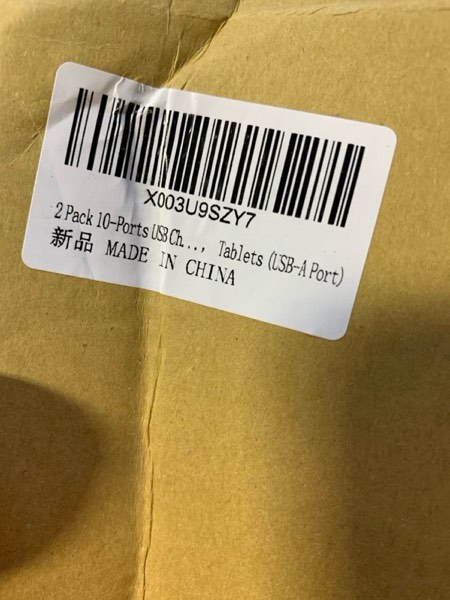 X003U9SZY7
2 Pack 10-Ports USB Ch..., Tablets (USB-A Port)
新品 MADE IN CHINA